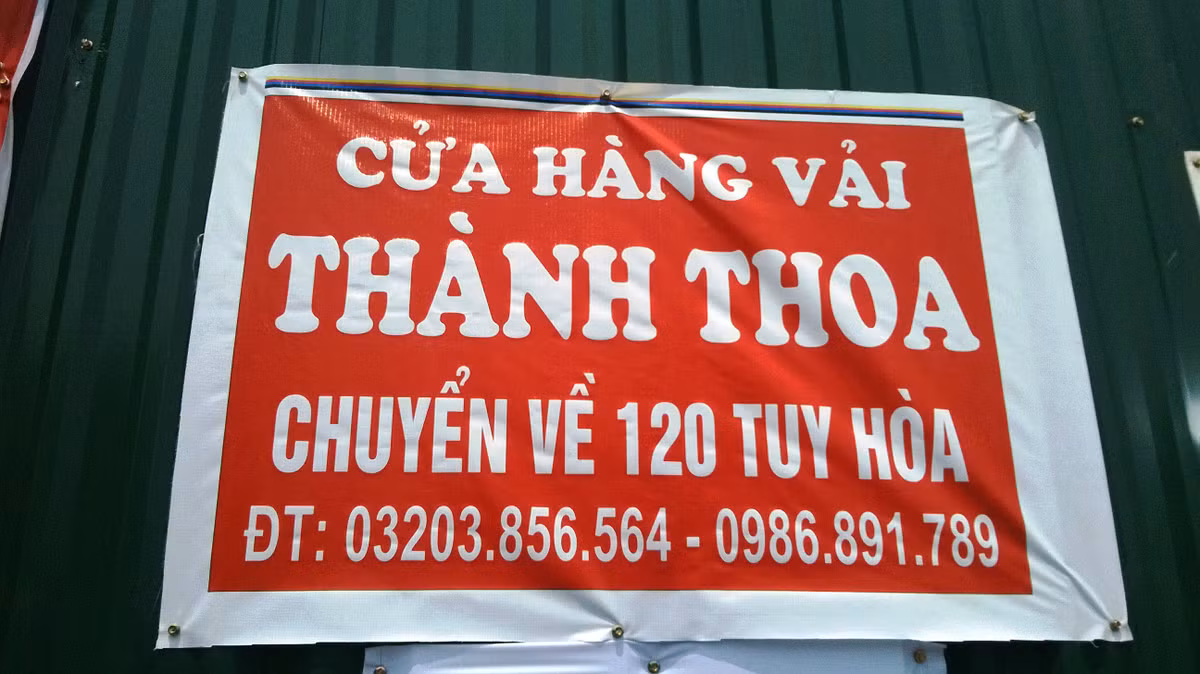 CỬA HÀNG VẢI
THÀNH THOA
CHUYỂN VỀ 120 TUY HÒA
ĐT: 03203.856.564 - 0986.891.789